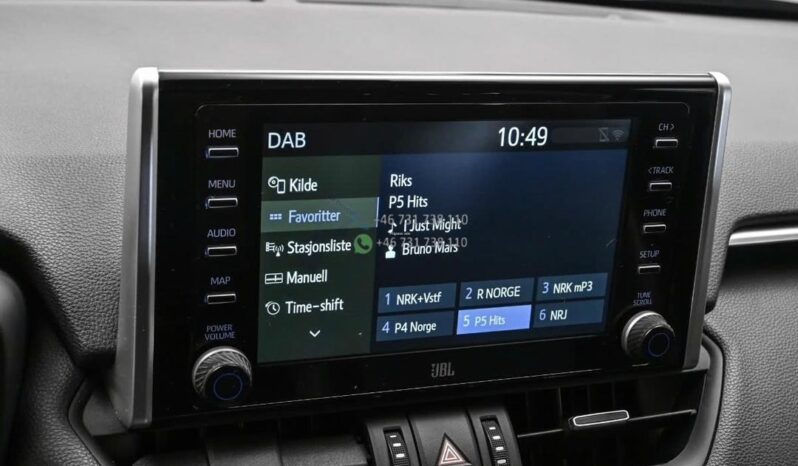 HOME
MENU
AUDIO
MAP
POWER
VOLUME
DAB
10:49
Kilde
Favoritter
Stasjonsliste
Manuell
Time-shift
Riks
P5 Hits
I Just Might
Bruno Mars
+46 731 738 110
+46 731 738 110
1 NRK+Vstf
2 R NORGE
3 NRK mP3
4 P4 Norge
5 P5 Hits
6 NRJ
CH >
< TRACK
PHONE
SETUP
TUNE
SCROLL
JBL